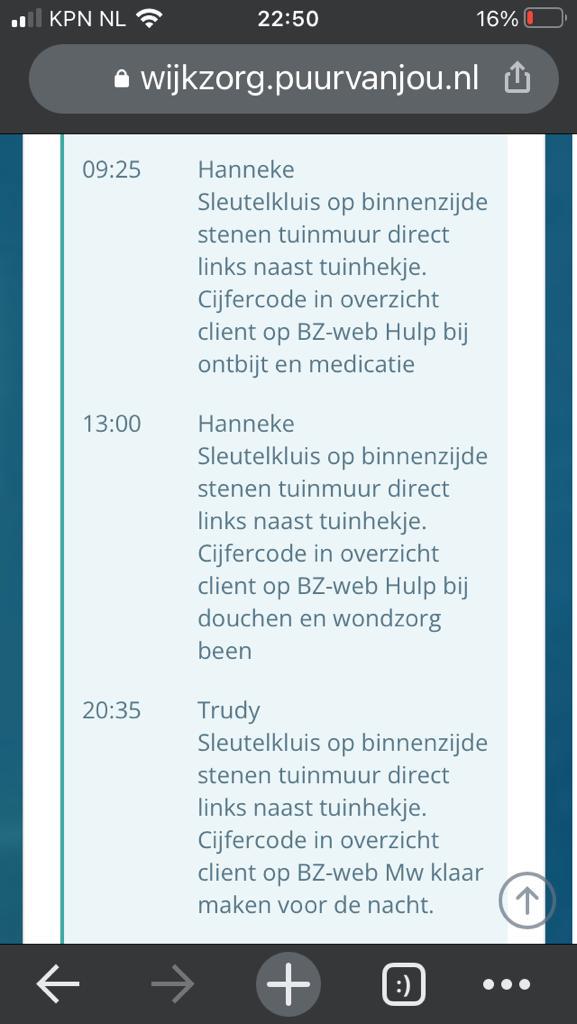 KPN NL 22:50 16%
wijkzorg.puurvanjou.nl
09:25 Hanneke
Sleutelkluis op binnenzijde
stenen tuinmuur direct
links naast tuinhekje.
Cijfercode in overzicht
client op BZ-web Hulp bij
ontbijt en medicatie
13:00 Hanneke
Sleutelkluis op binnenzijde
stenen tuinmuur direct
links naast tuinhekje.
Cijfercode in overzicht
client op BZ-web Hulp bij
douchen en wondzorg
been
20:35 Trudy
Sleutelkluis op binnenzijde
stenen tuinmuur direct
links naast tuinhekje.
Cijfercode in overzicht
client op BZ-web Mw klaar
maken voor de nacht.
:)